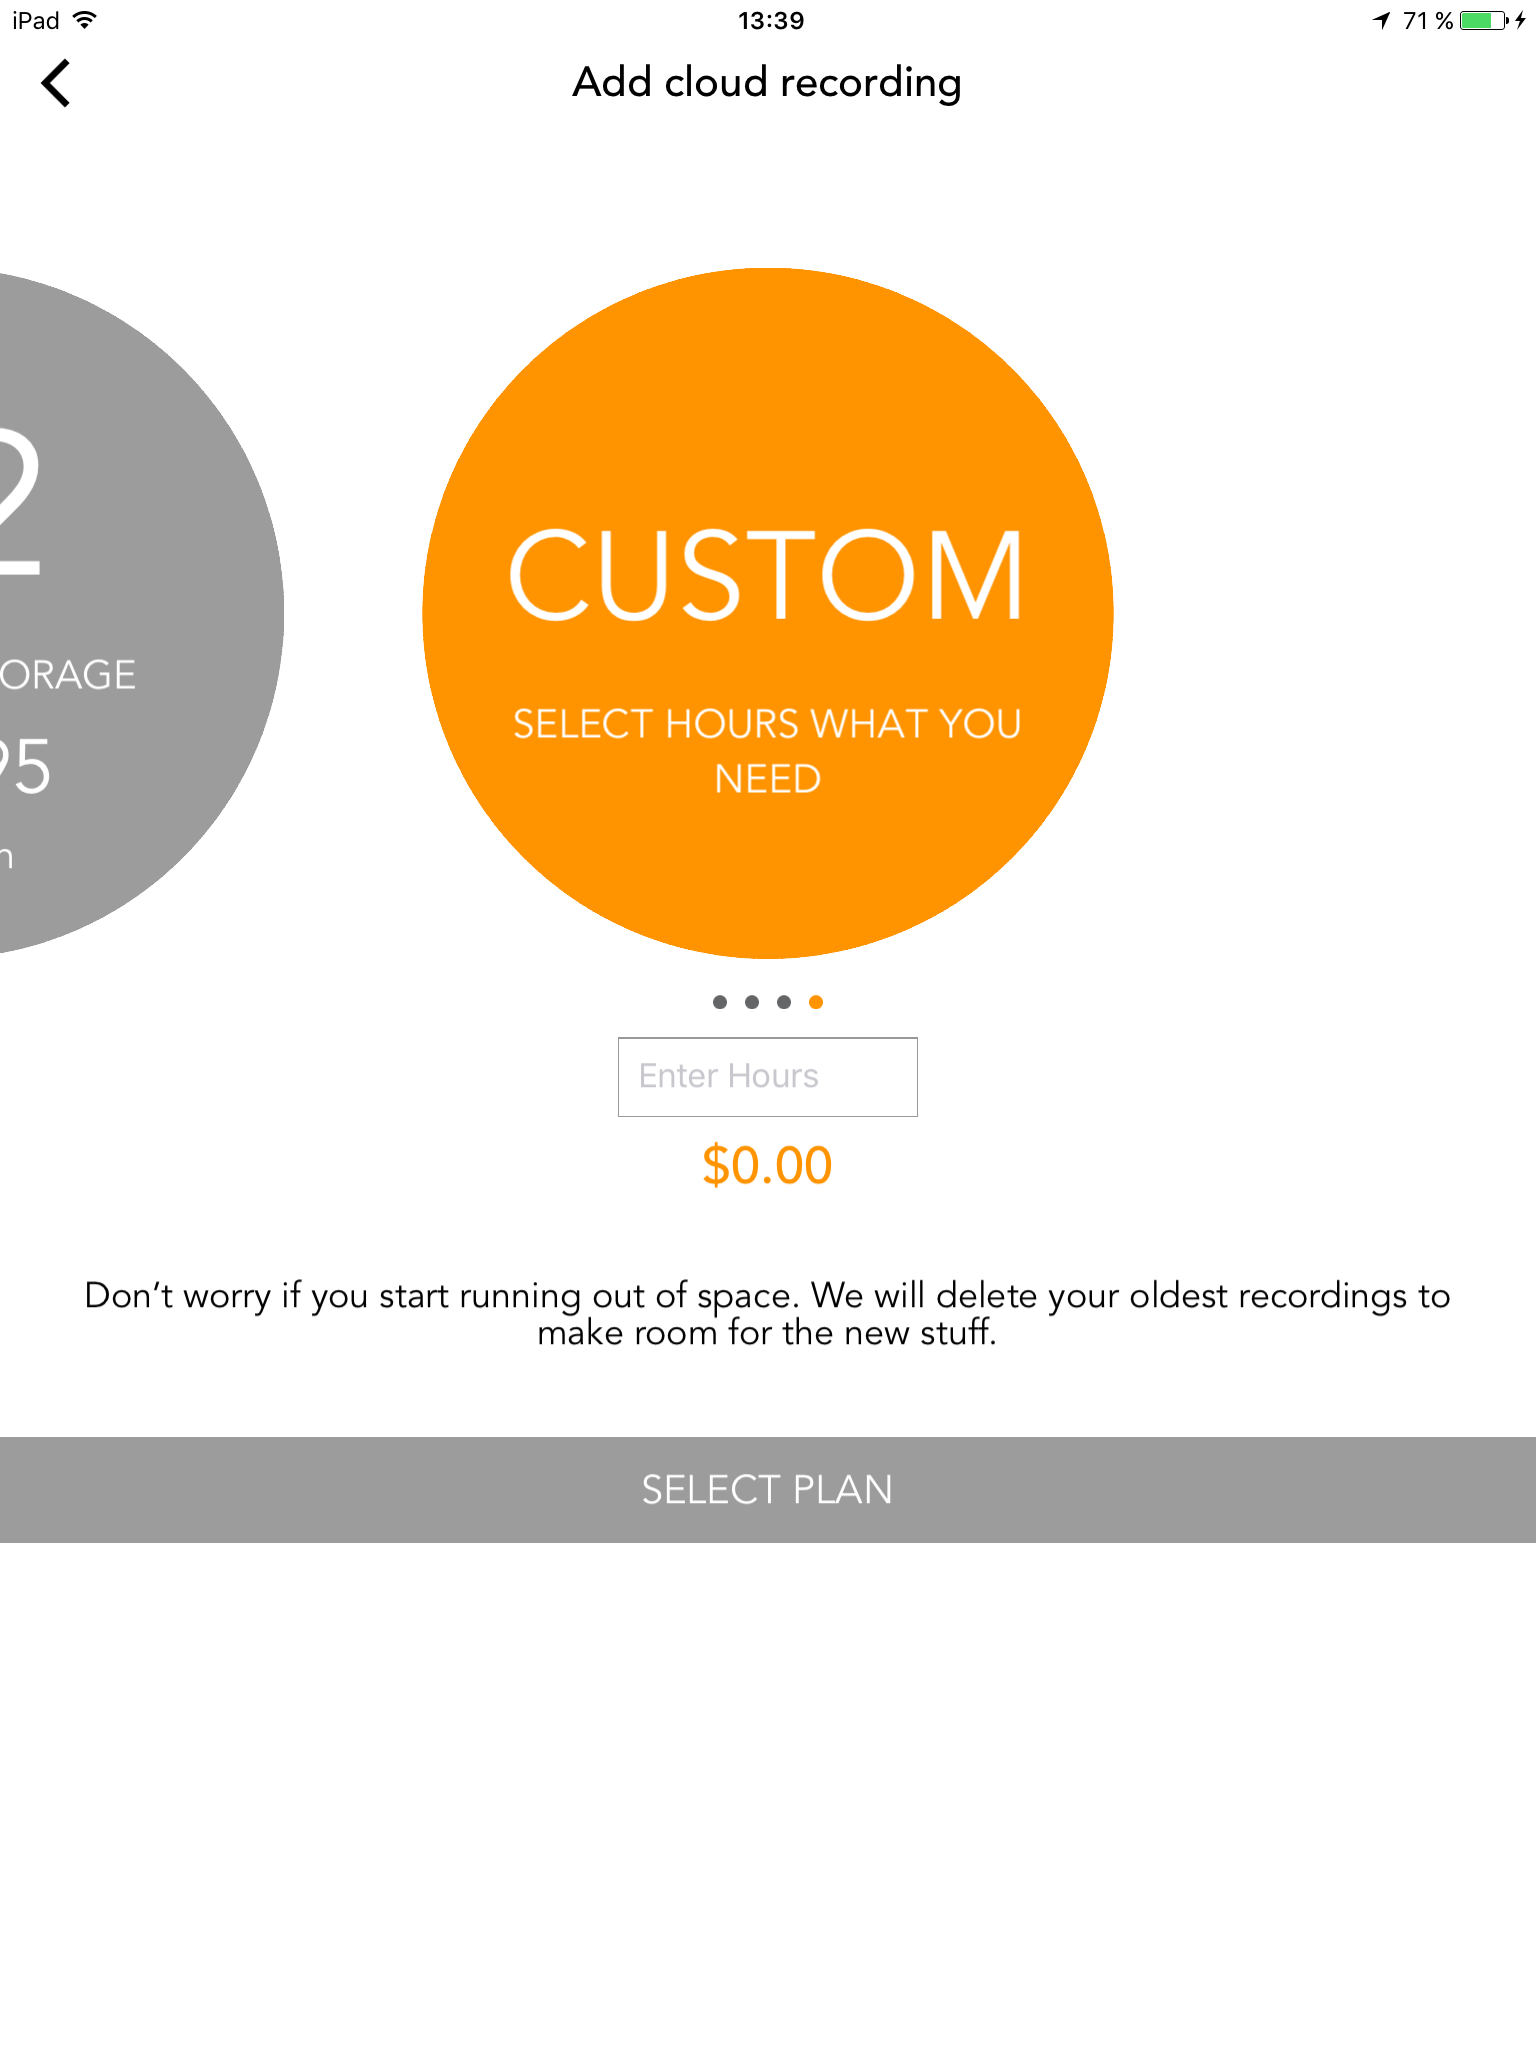 iPad 13:39 71 %
Add cloud recording
2
ORAGE
95
CUSTOM
SELECT HOURS WHAT YOU
NEED
Enter Hours
$0.00
Don’t worry if you start running out of space. We will delete your oldest recordings to
make room for the new stuff.
SELECT PLAN